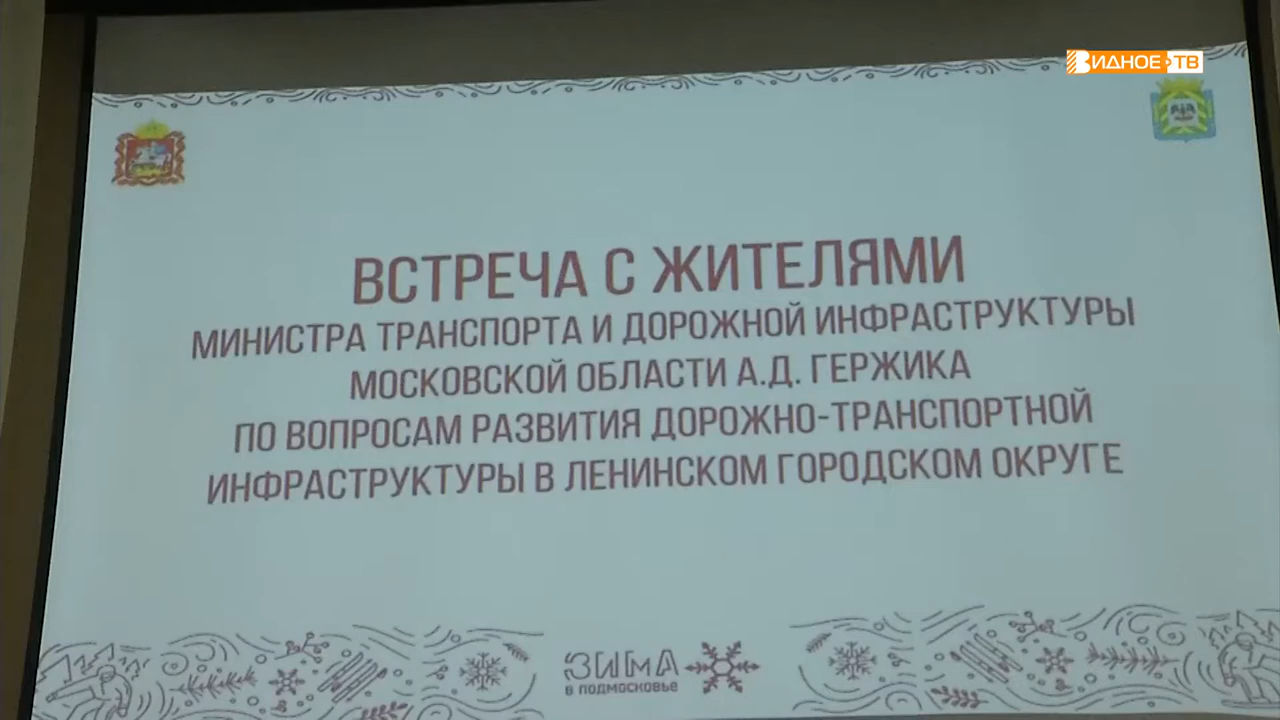 ВИДНОЕ ТВ
ВСТРЕЧА С ЖИТЕЛЯМИ
МИНИСТРА ТРАНСПОРТА И ДОРОЖНОЙ ИНФРАСТРУКТУРЫ
МОСКОВСКОЙ ОБЛАСТИ А.Д. ГЕРЖИКА
ПО ВОПРОСАМ РАЗВИТИЯ ДОРОЖНО-ТРАНСПОРТНОЙ
ИНФРАСТРУКТУРЫ В ЛЕНИНСКОМ ГОРОДСКОМ ОКРУГЕ
ЗИМА
В ПОДМОСКОВЬЕ